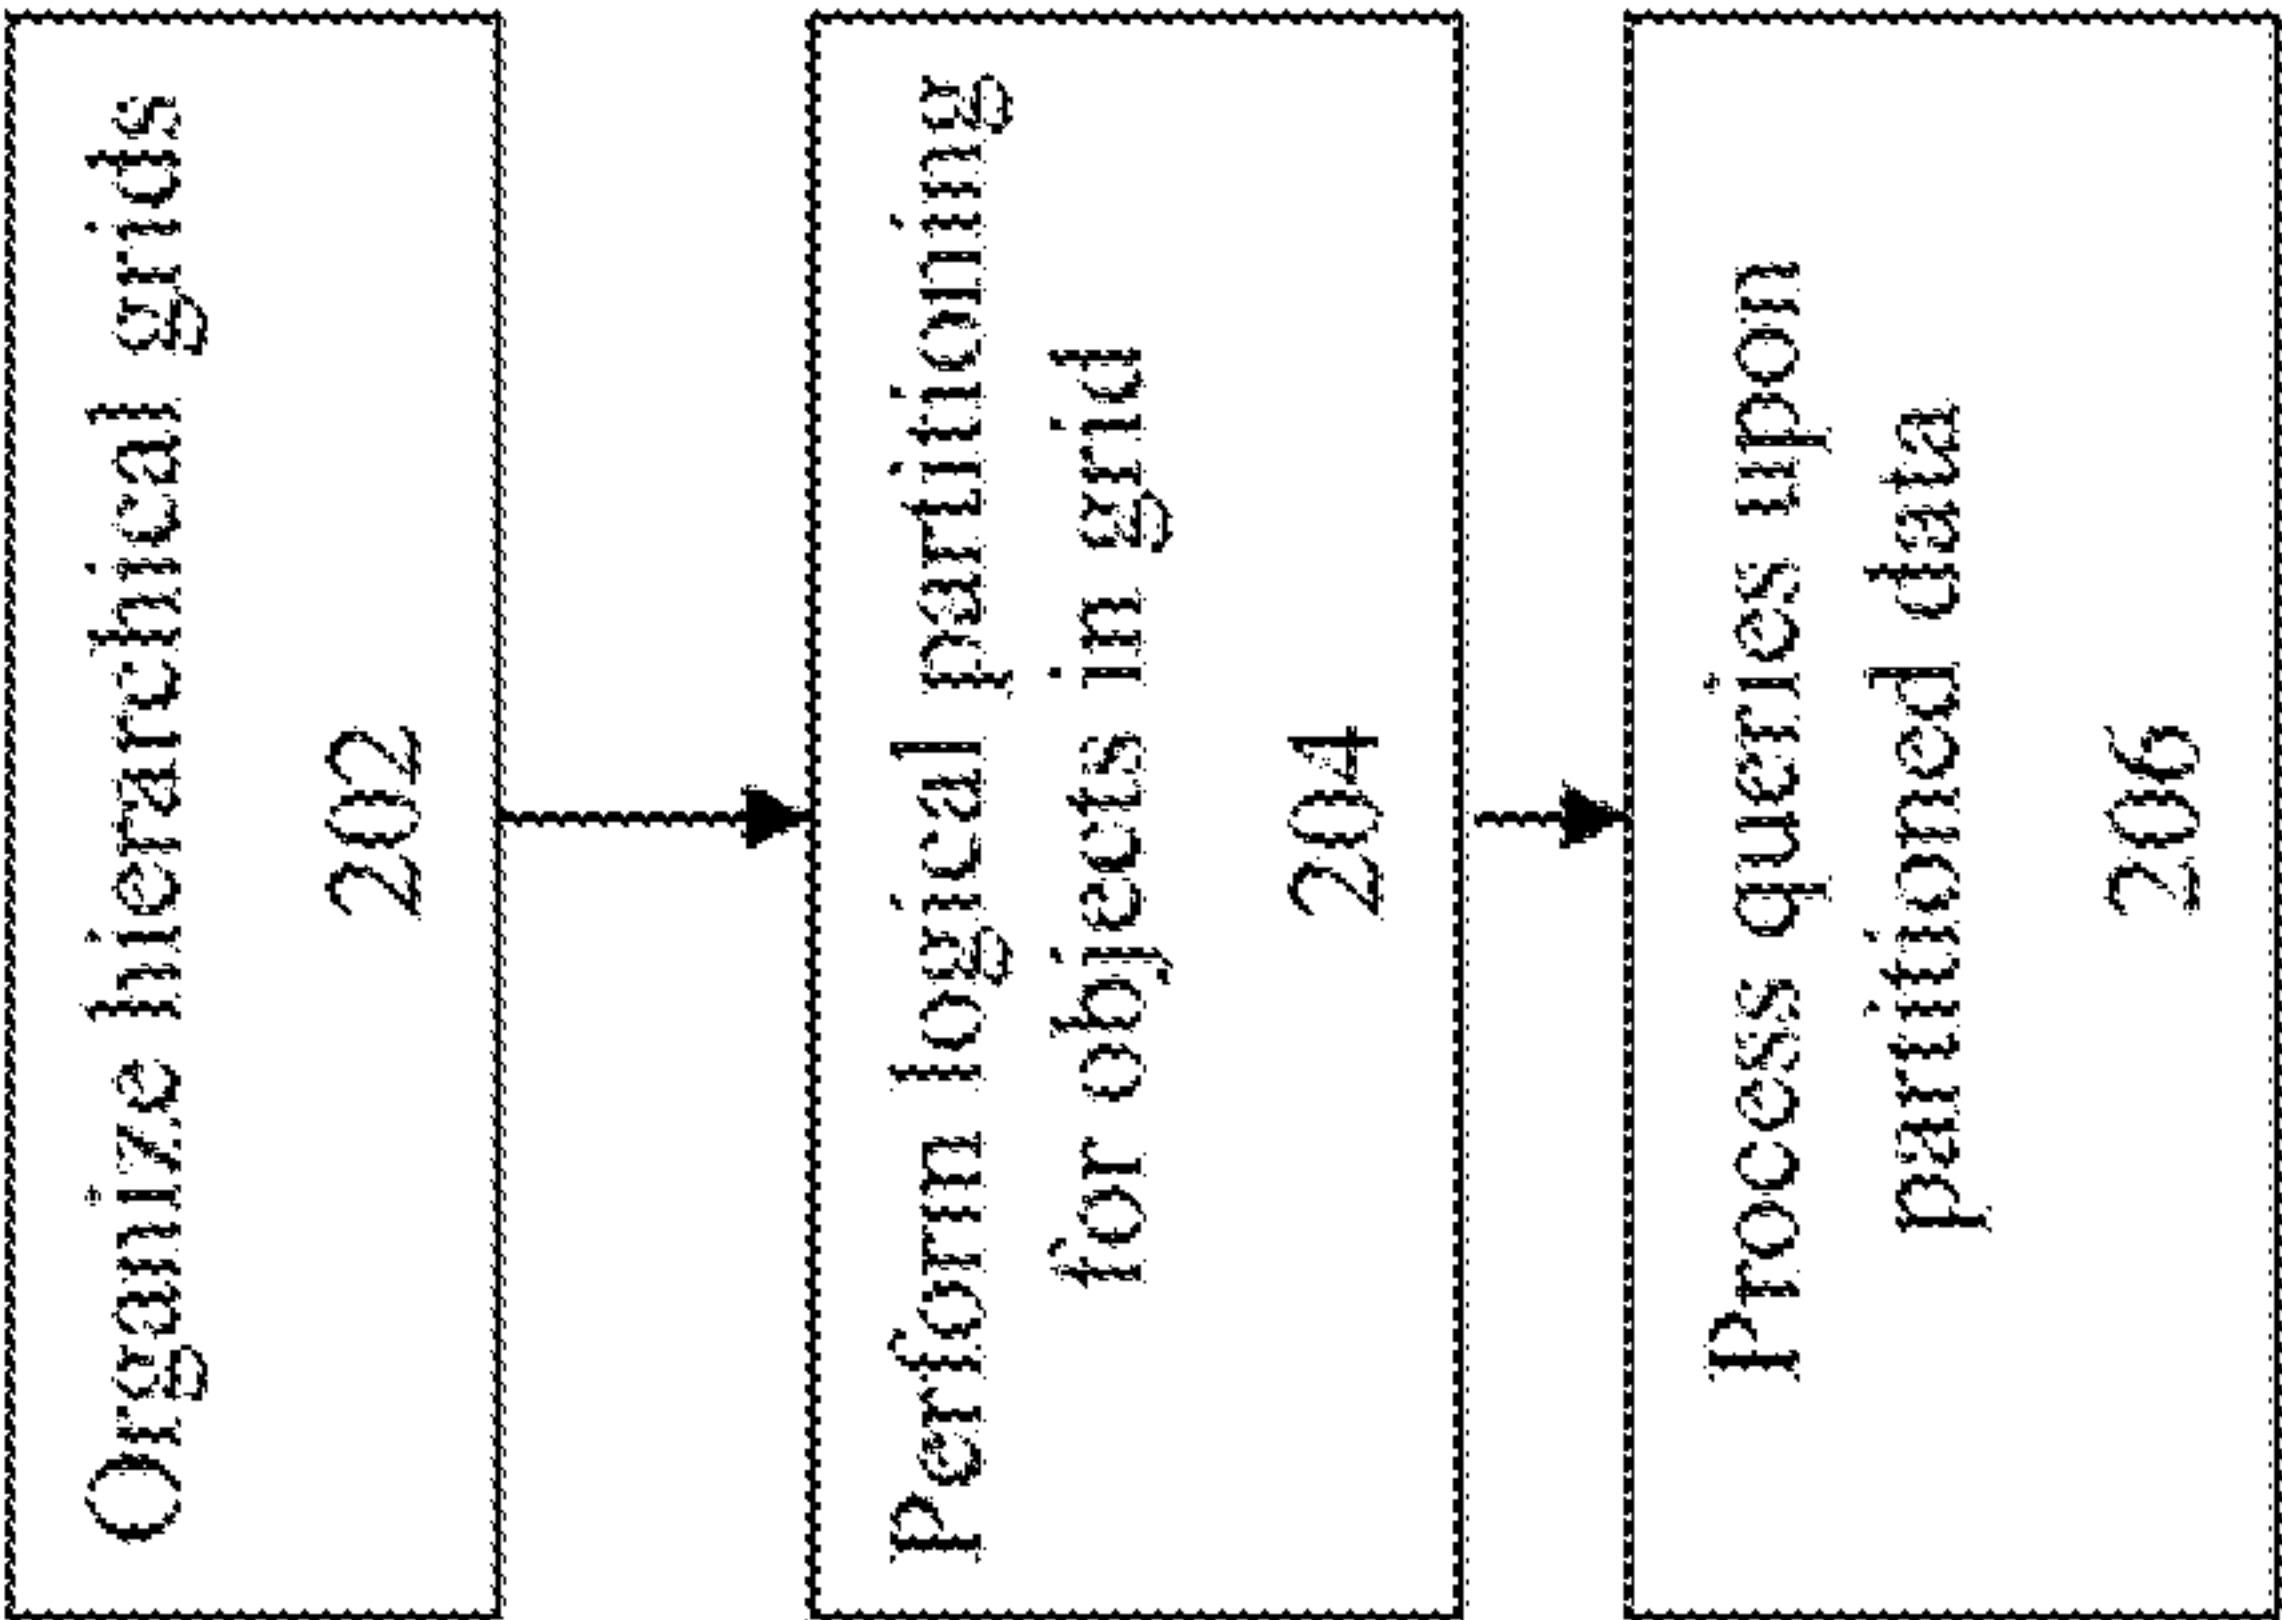 Organize hierarchical grids
202
Perform logical partitioning
for objects in grid
204
Process queries upon
partitioned data
206